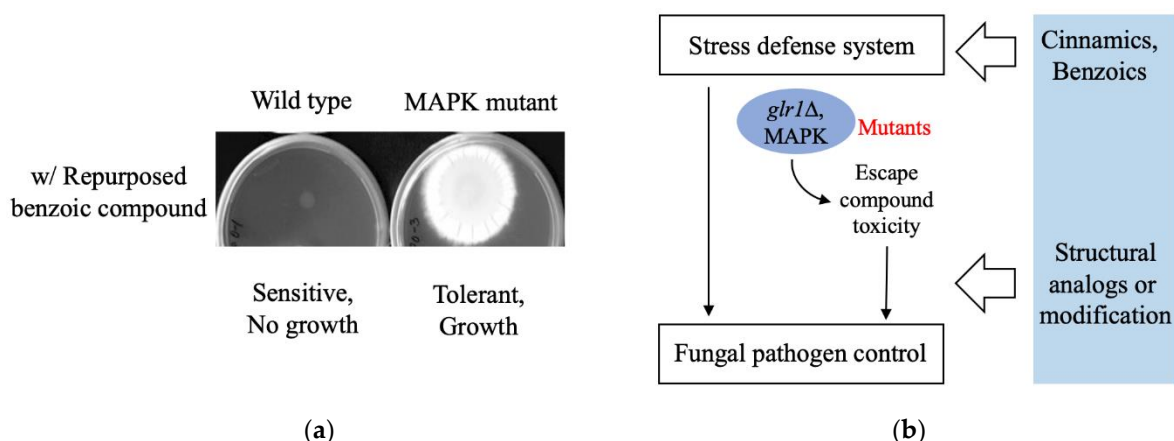 Wild type
MAPK mutant
w/ Repurposed
benzoic compound
Sensitive,
No growth
Tolerant,
Growth
(a)
Stress defense system
glr1Δ,
MAPK
Mutants
Escape
compound
toxicity
Fungal pathogen control
Cinnamics,
Benzoics
Structural
analogs or
modification
(b)